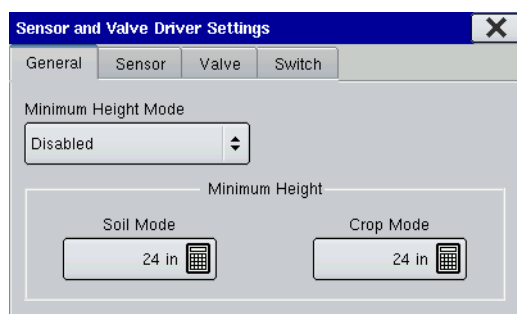 Sensor and Valve Driver Settings
General Sensor Valve Switch
Minimum Height Mode
Disabled
Minimum Height
Soil Mode Crop Mode
24 in 24 in